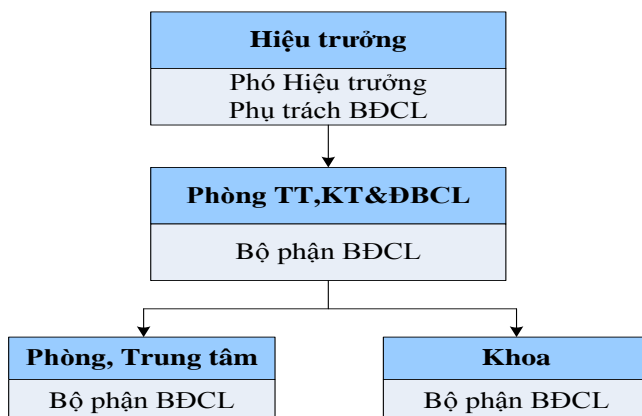 Hiệu trưởng
Phó Hiệu trưởng
Phụ trách BĐCL
Phòng TT,KT&ĐBCL
Bộ phận BĐCL
Phòng, Trung tâm
Bộ phận BĐCL
Khoa
Bộ phận BĐCL